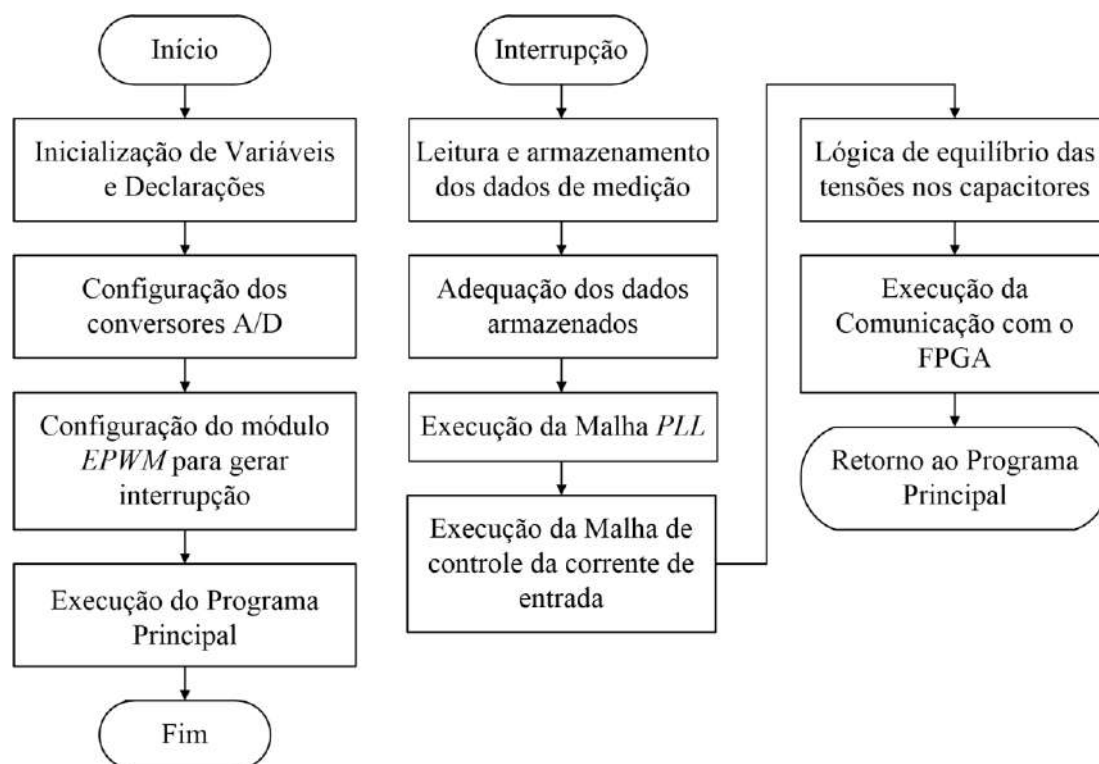 Início
Inicialização de Variáveis
e Declarações
Configuração dos
conversores A/D
Configuração do módulo
EPWM para gerar
interrupção
Execução do Programa
Principal
Fim
Interrupção
Leitura e armazenamento
dos dados de medição
Adequação dos dados
armazenados
Execução da Malha PLL
Execução da Malha de
controle da corrente de
entrada
Lógica de equilíbrio das
tensões nos capacitores
Execução da
Comunicação com o
FPGA
Retorno ao Programa
Principal